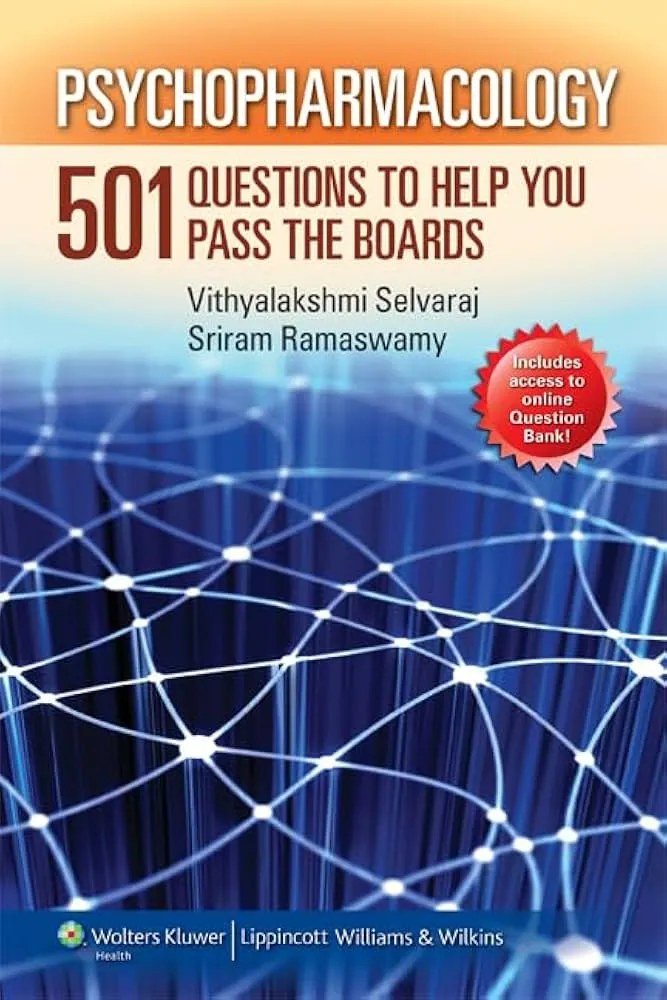 PSYCHOPHARMACOLOGY
501 QUESTIONS TO HELP YOU
PASS THE BOARDS
Vithyalakshmi Selvaraj
Sriram Ramaswamy
Includes
access to
online
Question
Bank!
Wolters Kluwer | Lippincott Williams & Wilkins
Health